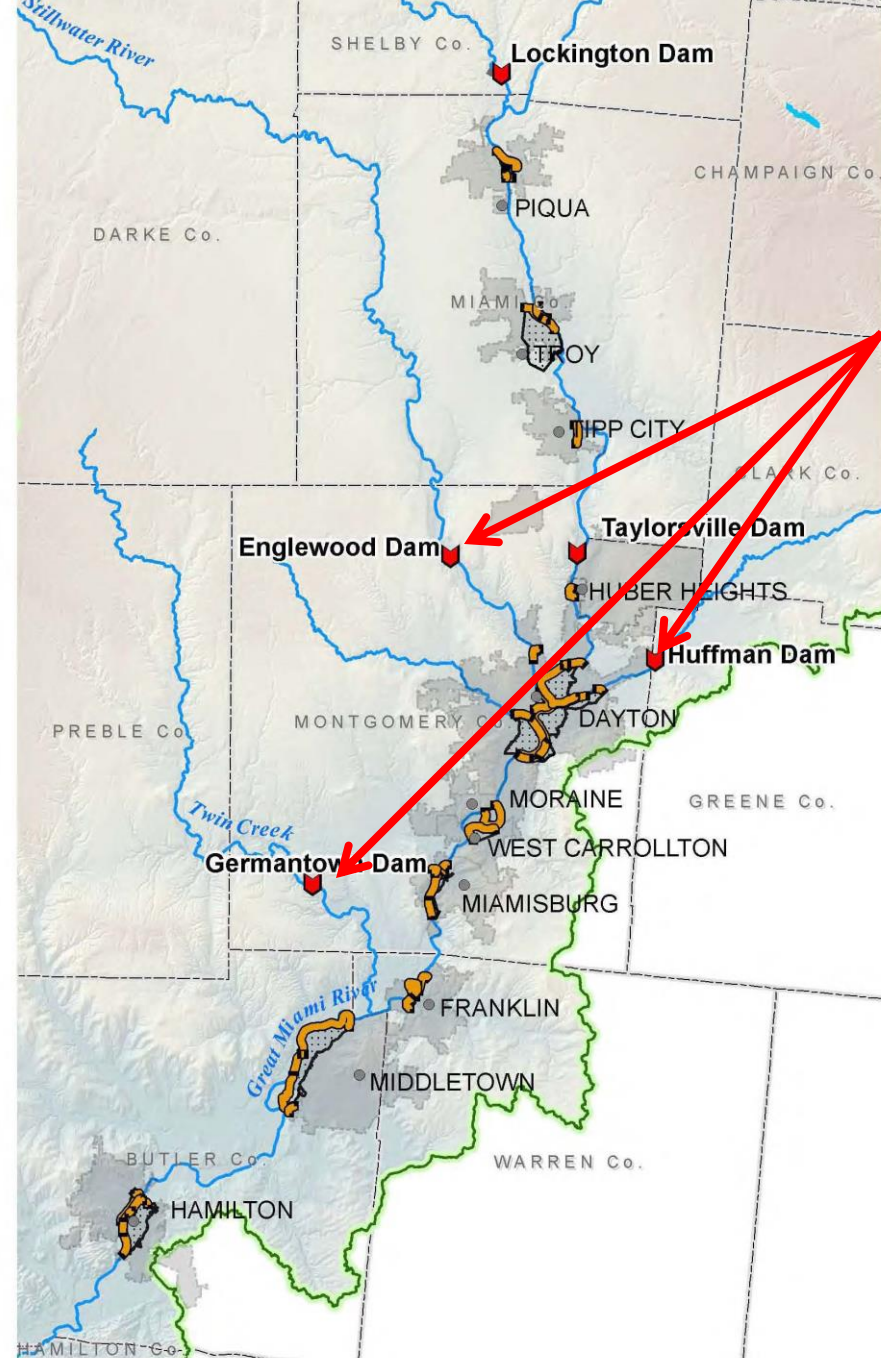 Stillwater River
SHELBY Co.
Lockington Dam
CHAMPAIGN Co.
PIQUA
DARKE Co.
MIAMI Co.
TROY
TIPP CITY
CLARK Co.
Taylorsville Dam
Englewood Dam
HUBER HEIGHTS
Huffman Dam
MONTGOMERY Co
DAYTON
PREBLE Co
MORAINE
GREENE Co.
Twin Creek
WEST CARROLLTON
Germantown Dam
MIAMISBURG
Great Miami River
FRANKLIN
MIDDLETOWN
BUTLER Co.
WARREN Co.
HAMILTON
HAMILTON Co.